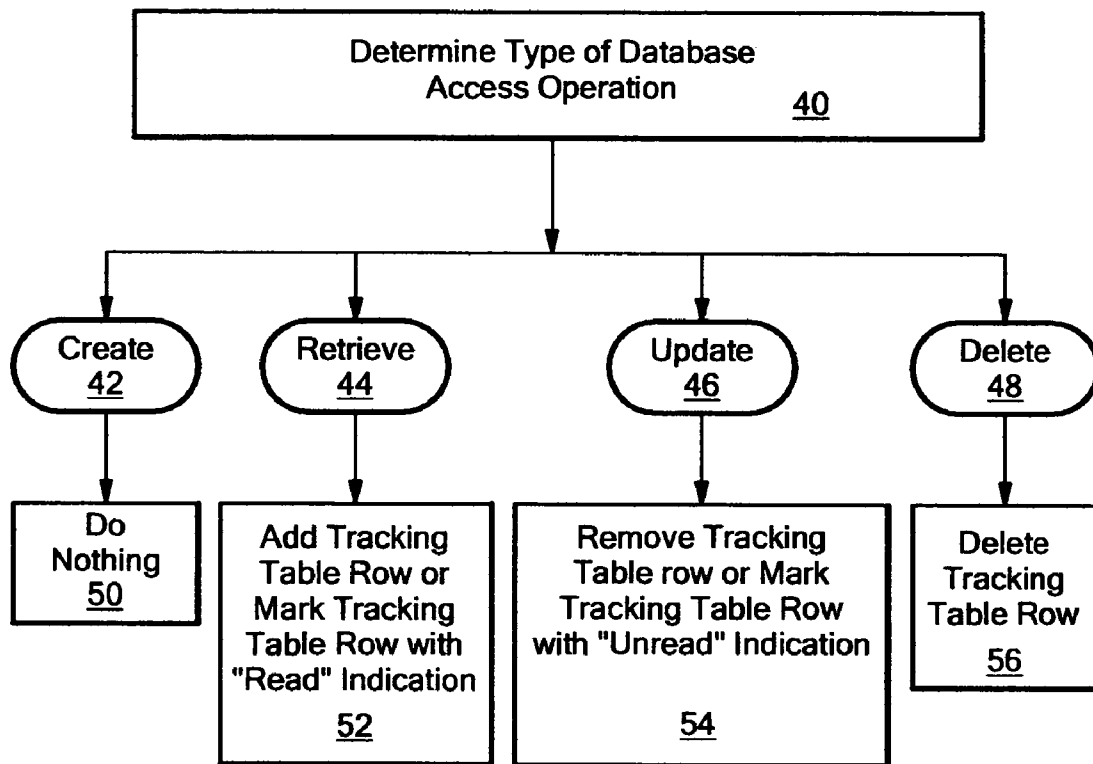 Determine Type of Database
Access Operation 40
Create
42
Retrieve
44
Update
46
Delete
48
Do
Nothing
50
Add Tracking
Table Row or
Mark Tracking
Table Row with
"Read" Indication
52
Remove Tracking
Table row or Mark
Tracking Table Row
with "Unread" Indication
54
Delete
Tracking
Table Row
56